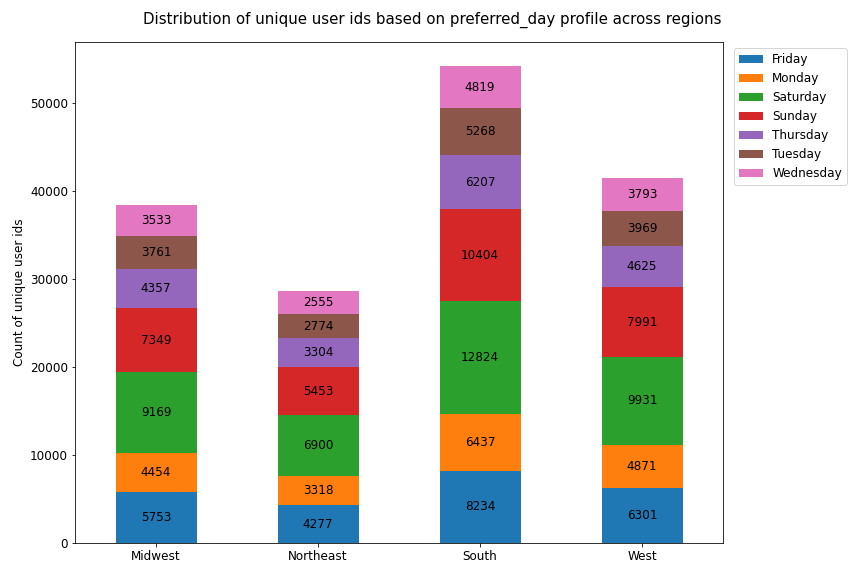 Distribution of unique user ids based on preferred_day profile across regions
Count of unique user ids
50000
40000
30000
20000
10000
0
3533
3761
4357
7349
9169
4454
5753
2555
2774
3304
5453
6900
3318
4277
4819
5268
6207
10404
12824
6437
8234
3793
3969
4625
7991
9931
4871
6301
Midwest
Northeast
South
West
Friday
Monday
Saturday
Sunday
Thursday
Tuesday
Wednesday